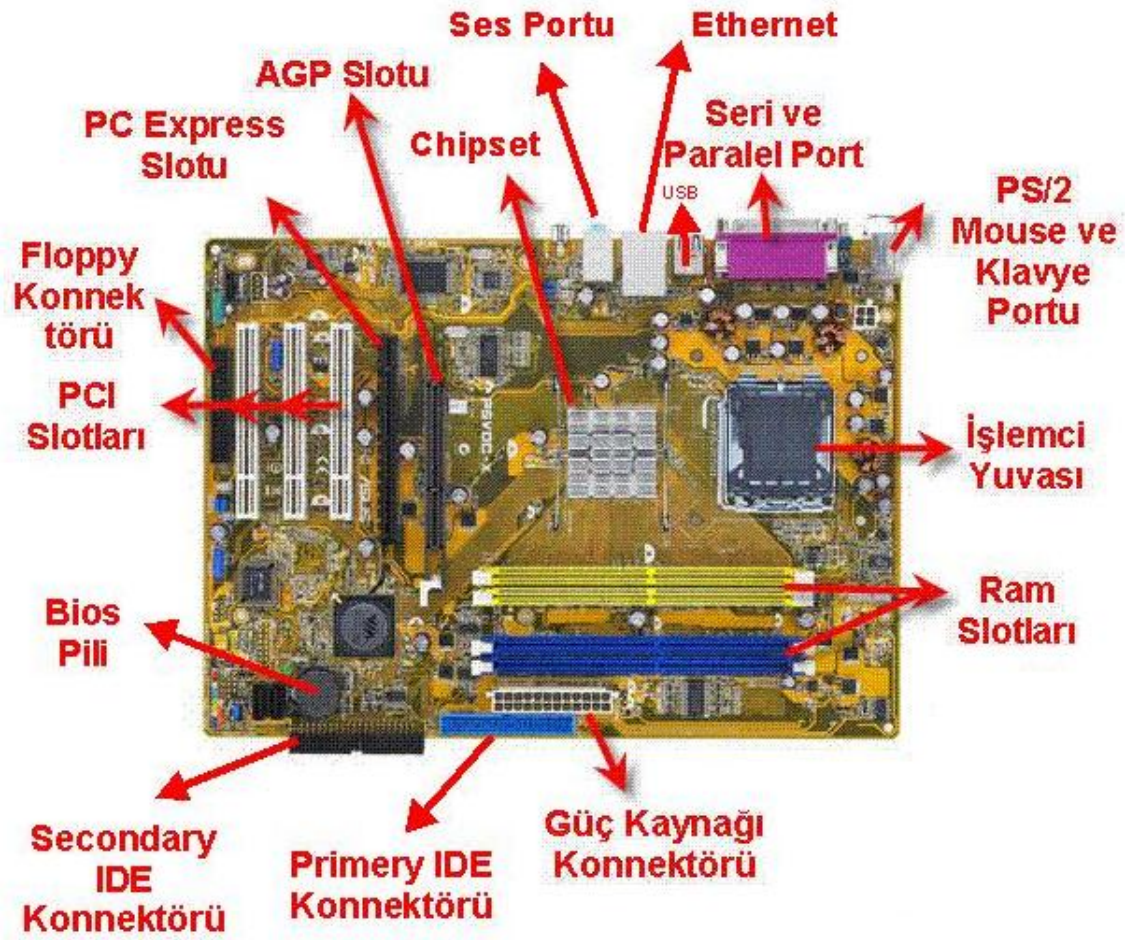 Ses Portu
Ethernet
AGP Slotu
PC Express
Slotu
Chipset
Seri ve
Paralel Port
USB
PS/2
Mouse ve
Klavye
Portu
Floppy
Konnek
törü
PCI
Slotları
P5VDC-X
İşlemci
Yuvası
Bios
Pili
VIA
Ram
Slotları
Secondary
IDE
Konnektörü
Primery IDE
Konnektörü
Güç Kaynağı
Konnektörü